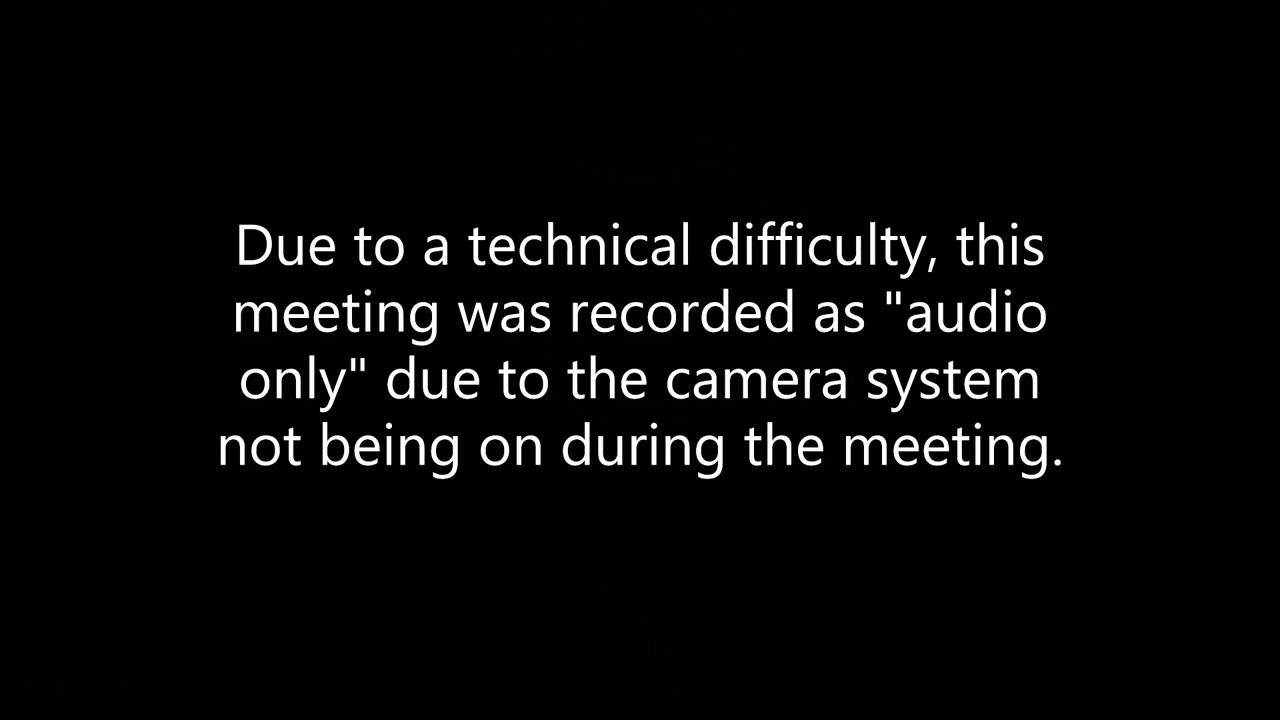 Due to a technical difficulty, this
meeting was recorded as "audio
only" due to the camera system
not being on during the meeting.